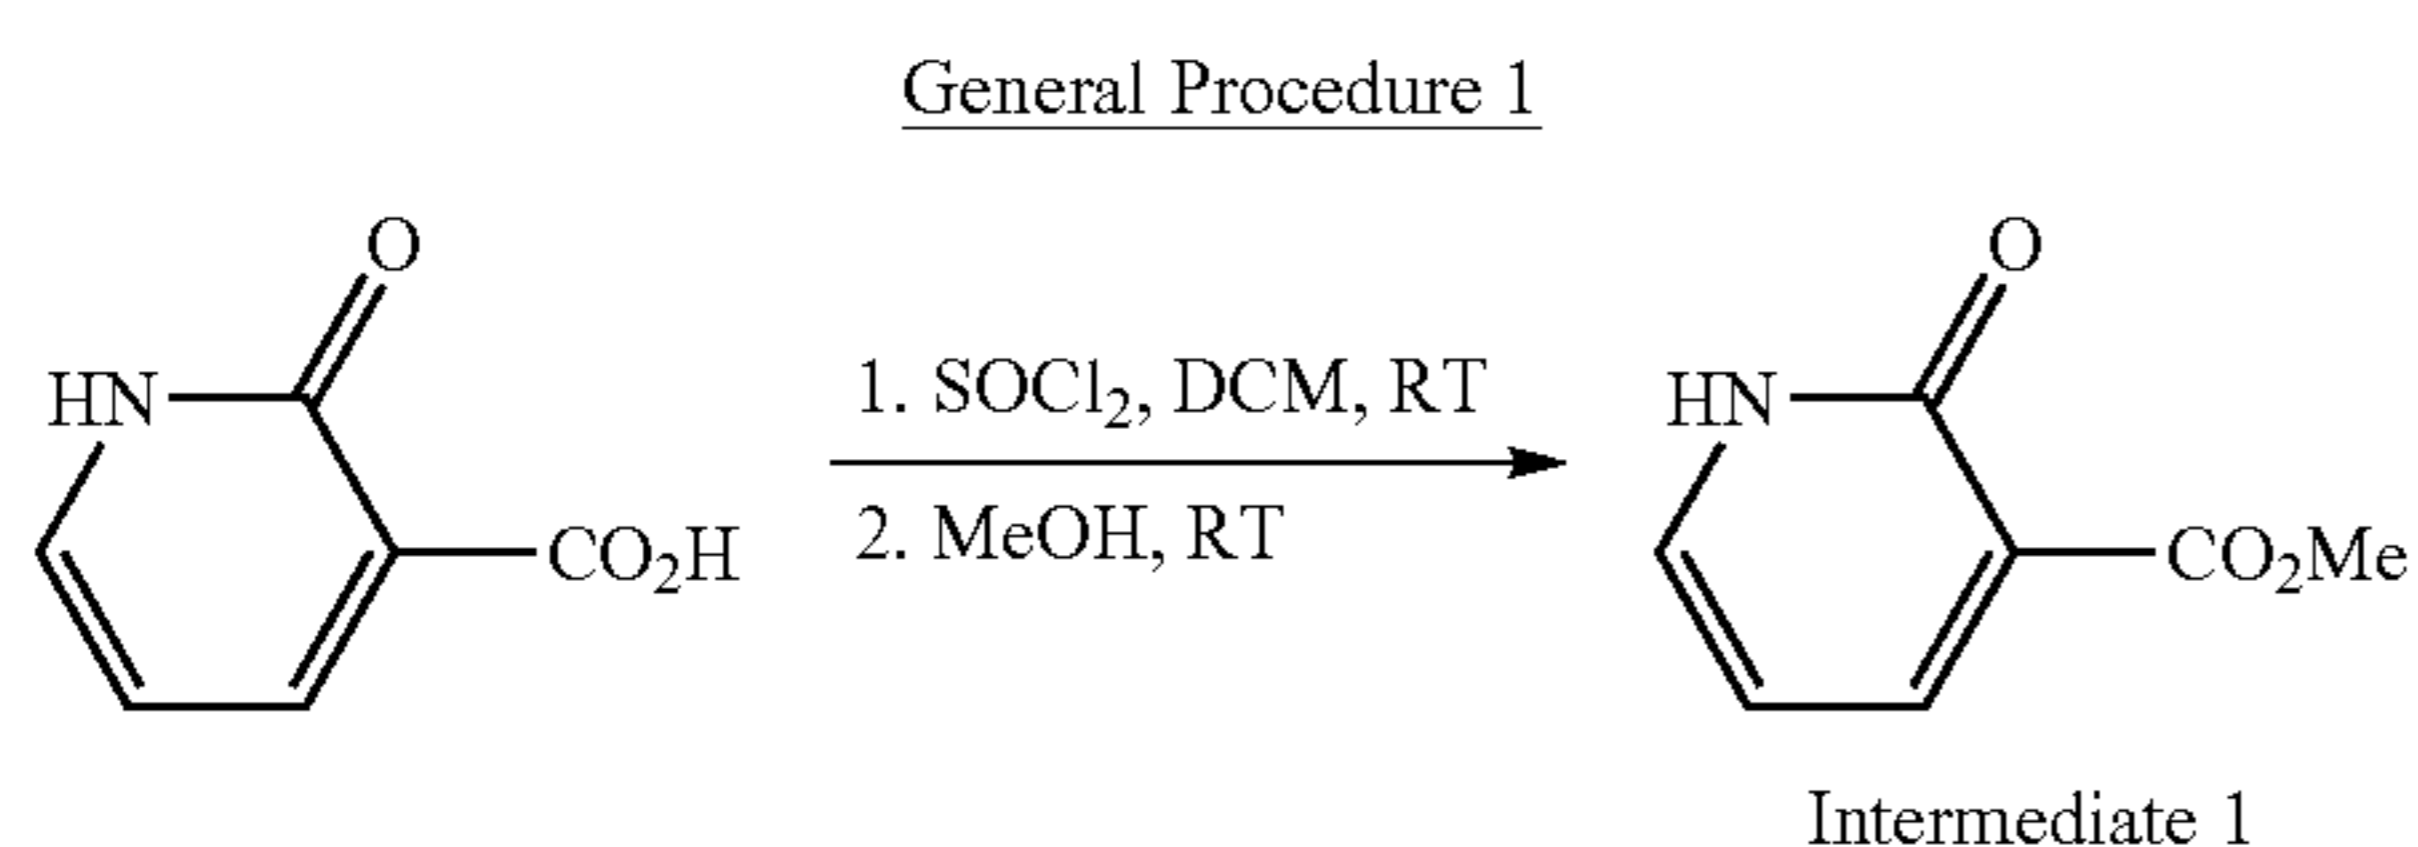 General Procedure 1
O
HN
CO₂H
1. SOCl₂, DCM, RT
2. MeOH, RT
O
HN
CO₂Me
Intermediate 1